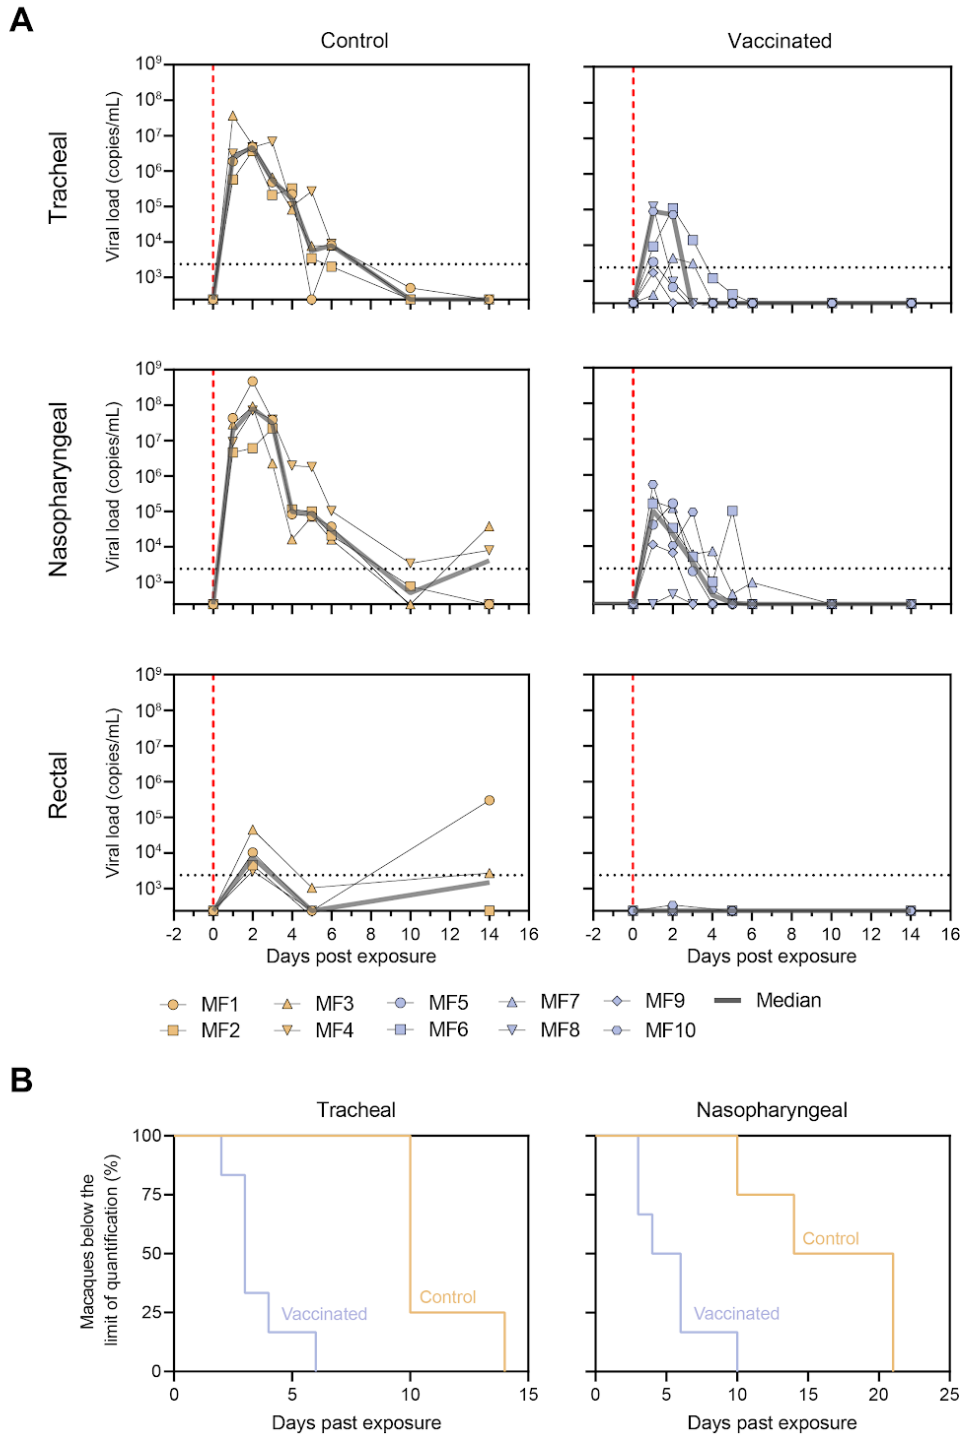 A
Control
Vaccinated
Tracheal
Viral load (copies/mL)
10⁹
10⁸
10⁷
10⁶
10⁵
10⁴
10³
Nasopharyngeal
Viral load (copies/mL)
10⁹
10⁸
10⁷
10⁶
10⁵
10⁴
10³
Rectal
Viral load (copies/mL)
10⁹
10⁸
10⁷
10⁶
10⁵
10⁴
10³
-2 0 2 4 6 8 10 12 14 16
-2 0 2 4 6 8 10 12 14 16
Days post exposure
Days post exposure
MF1 MF3 MF5 MF7 MF9 Median
MF2 MF4 MF6 MF8 MF10
B
Tracheal
Nasopharyngeal
Macaques below the
limit of quantification (%)
100
75
50
25
0
Control
Vaccinated
Control
Vaccinated
0 5 10 15
0 5 10 15 20 25
Days past exposure
Days past exposure